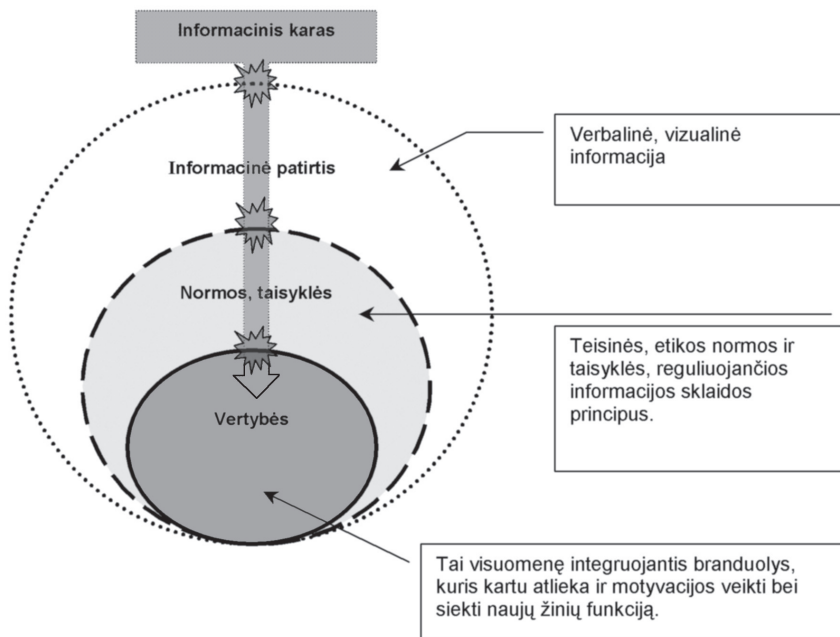 Informacinis karas
Verbalinė, vizualinė
informacija
Informacinė patirtis
Normos, taisyklės
Teisinės, etikos normos ir
taisyklės, reguliuojančios
informacijos sklaidos
principus.
Vertybės
Tai visuomenę integruojantis branduolys,
kuris kartu atlieka ir motyvacijos veikti bei
siekti naujų žinių funkciją.